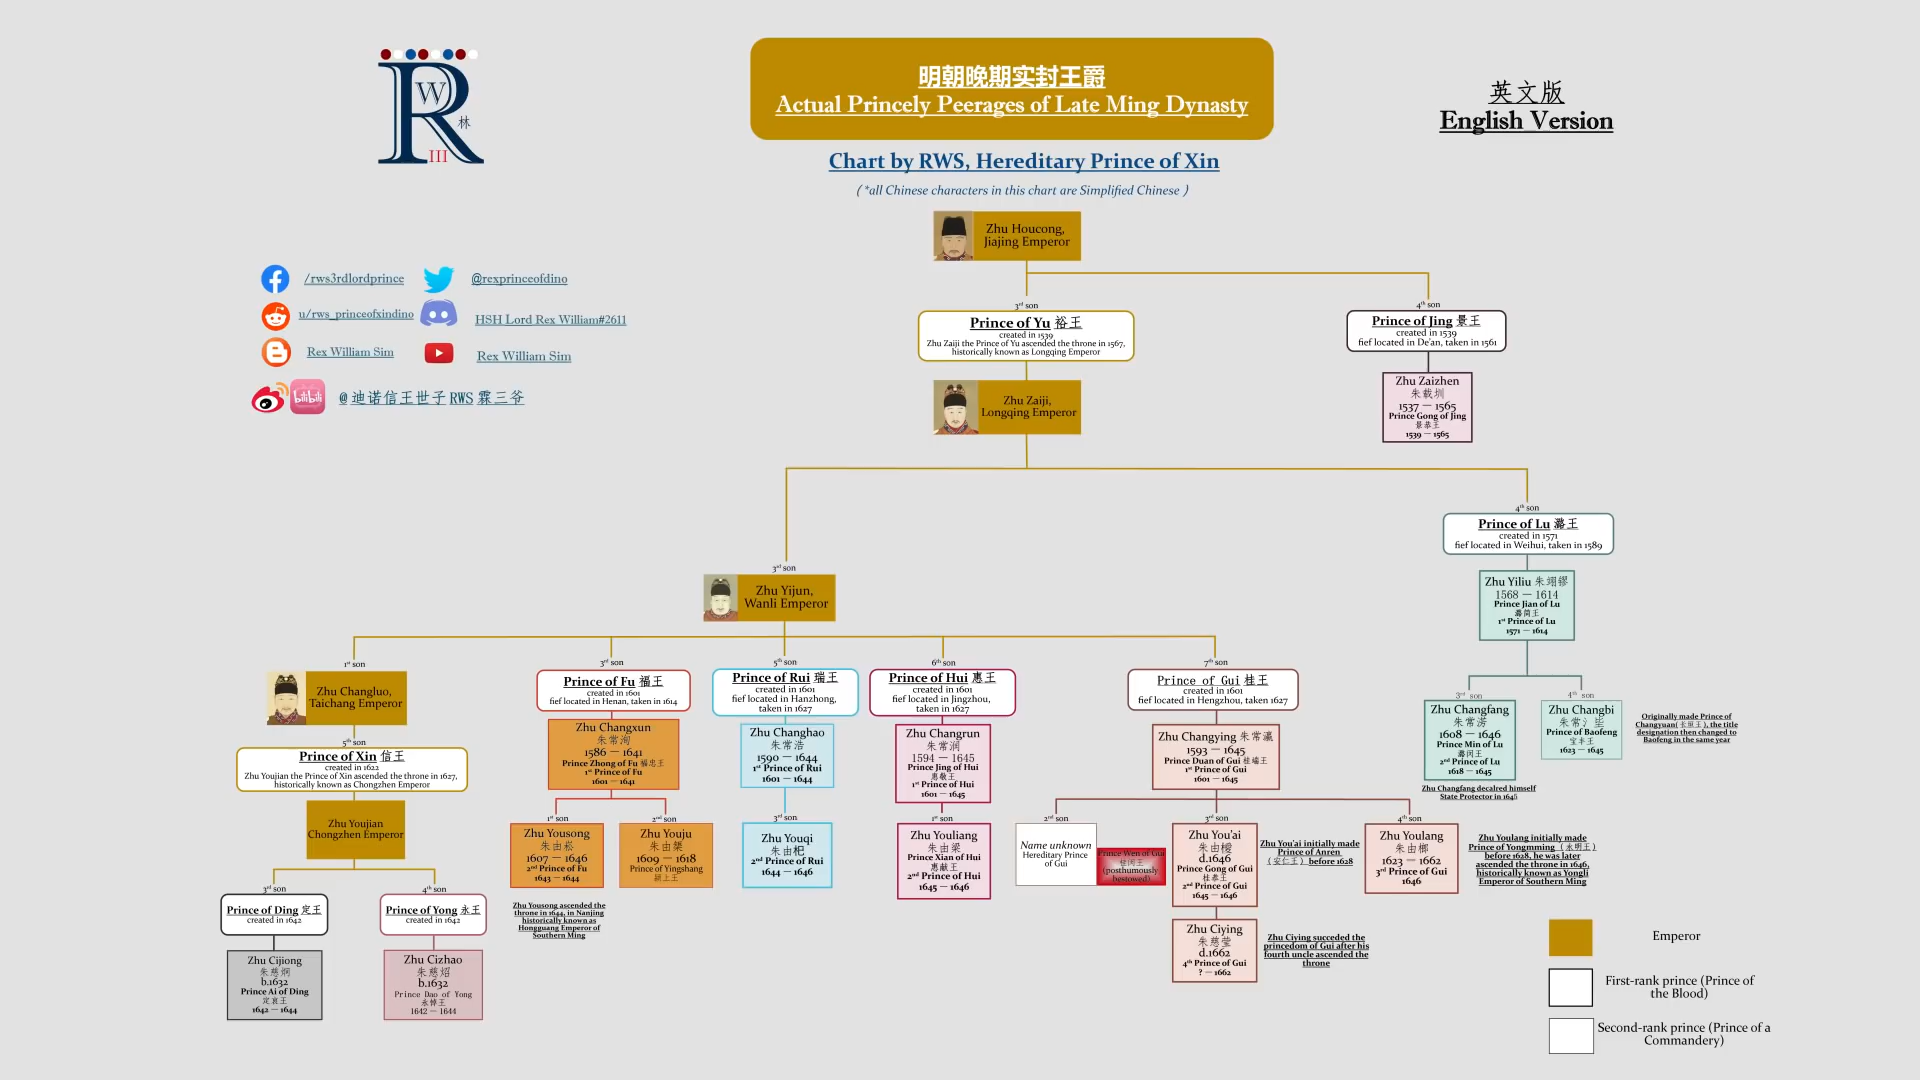 R
W
林
III
明朝晚期实封王爵
Actual Princely Peerages of Late Ming Dynasty
英文版
English Version
Chart by RWS, Hereditary Prince of Xin
( *all Chinese characters in this chart are Simplified Chinese )
/rws3rdlordprince
@rexprinceofdino
u/rws_princeofxindino
HSH Lord Rex William#2611
Rex William Sim
Rex William Sim
bilibili
@迪诺信王世子RWS霖三爷
Zhu Houcong,
Jiajing Emperor
3rd son
Prince of Yu 裕王
created in 1539
Zhu Zaiji the Prince of Yu ascended the throne in 1567,
historically known as Longqing Emperor
4th son
Prince of Jing 景王
created in 1539
fief located in De'an, taken in 1561
Zhu Zaiji,
Longqing Emperor
Zhu Zaizhen
朱载圳
1537 — 1565
Prince Gong of Jing
景恭王
1539 — 1565
4th son
Prince of Lu 潞王
created in 1571
fief located in Weihui, taken in 1589
Zhu Yiliu 朱翊镠
1568 — 1614
Prince Jian of Lu
潞简王
1st Prince of Lu
1571 — 1614
3rd son
Zhu Yijun,
Wanli Emperor
1st son
Zhu Changluo,
Taichang Emperor
5th son
Prince of Xin 信王
created in 1622
Zhu Youjian the Prince of Xin ascended the throne in 1627,
historically known as Chongzhen Emperor
Zhu Youjian
Chongzhen Emperor
3rd son
Prince of Ding 定王
created in 1642
Zhu Cijiong
朱慈炯
b.1632
Prince Ai of Ding
定哀王
1642 — 1644
4th son
Prince of Yong 永王
created in 1642
Zhu Cizhao
朱慈炤
b.1632
Prince Dao of Yong
永悼王
1642 — 1644
3rd son
Prince of Fu 福王
created in 1601
fief located in Henan, taken in 1614
Zhu Changxun
朱常洵
1586 — 1641
Prince Zhong of Fu 福忠王
1st Prince of Fu
1601 — 1641
1st son
Zhu Yousong
朱由崧
1607 — 1646
2nd Prince of Fu
1643 — 1644
Zhu Yousong ascended the
throne in 1644, in Nanjing
historically known as
Hongguang Emperor of
Southern Ming
2nd son
Zhu Youju
朱由榘
1609 — 1618
Prince of Yingshang
颍上王
5th son
Prince of Rui 瑞王
created in 1601
fief located in Hanzhong,
taken in 1627
Zhu Changhao
朱常浩
1590 — 1644
1st Prince of Rui
1601 — 1644
3rd son
Zhu Youqi
朱由杞
2nd Prince of Rui
1644 — 1646
6th son
Prince of Hui 惠王
created in 1601
fief located in Jingzhou,
taken in 1627
Zhu Changrun
朱常润
1594 — 1645
Prince Jing of Hui
惠敬王
1st Prince of Hui
1601 — 1645
1st son
Zhu Youliang
朱由梁
Prince Xian of Hui
惠献王
2nd Prince of Hui
1645 — 1646
7th son
Prince of Gui 桂王
created in 1601
fief located in Hengzhou, taken in 1627
Zhu Changying 朱常瀛
1593 — 1645
Prince Duan of Gui 桂端王
1st Prince of Gui
1601 — 1645
2nd son
Name unknown
Hereditary Prince
of Gui
Prince Wen of Gui
桂闵王
(posthumously
bestowed)
3rd son
Zhu You'ai
朱由𣜬
d.1646
Prince Gong of Gui
桂恭王
2nd Prince of Gui
1645 — 1646
Zhu You'ai initially made
Prince of Anren
(安仁王) before 1628
Zhu Ciying
朱慈莹
d.1662
4th Prince of Gui
? — 1662
Zhu Ciying succeded the
princedom of Gui after his
fourth uncle ascended the
throne
4th son
Zhu Youlang
朱由榔
1623 — 1662
3rd Prince of Gui
1646
Zhu Youlang initially made
Prince of Yongmming (永明王)
before 1628, he was later
ascended the throne in 1646,
historically known as Yongli
Emperor of Southern Ming
3rd son
Zhu Changfang
朱常淓
1608 — 1646
Prince Min of Lu
潞闵王
2nd Prince of Lu
1618 — 1645
Zhu Changfang decalred himself
State Protector in 1645
4th son
Zhu Changbi
朱常氵坒
Prince of Baofeng
宝丰王
1623 — 1645
Originally made Prince of
Changyuan(长垣王), the title
designation then changed to
Baofeng in the same year
Emperor
First-rank prince (Prince of
the Blood)
Second-rank prince (Prince of a
Commandery)